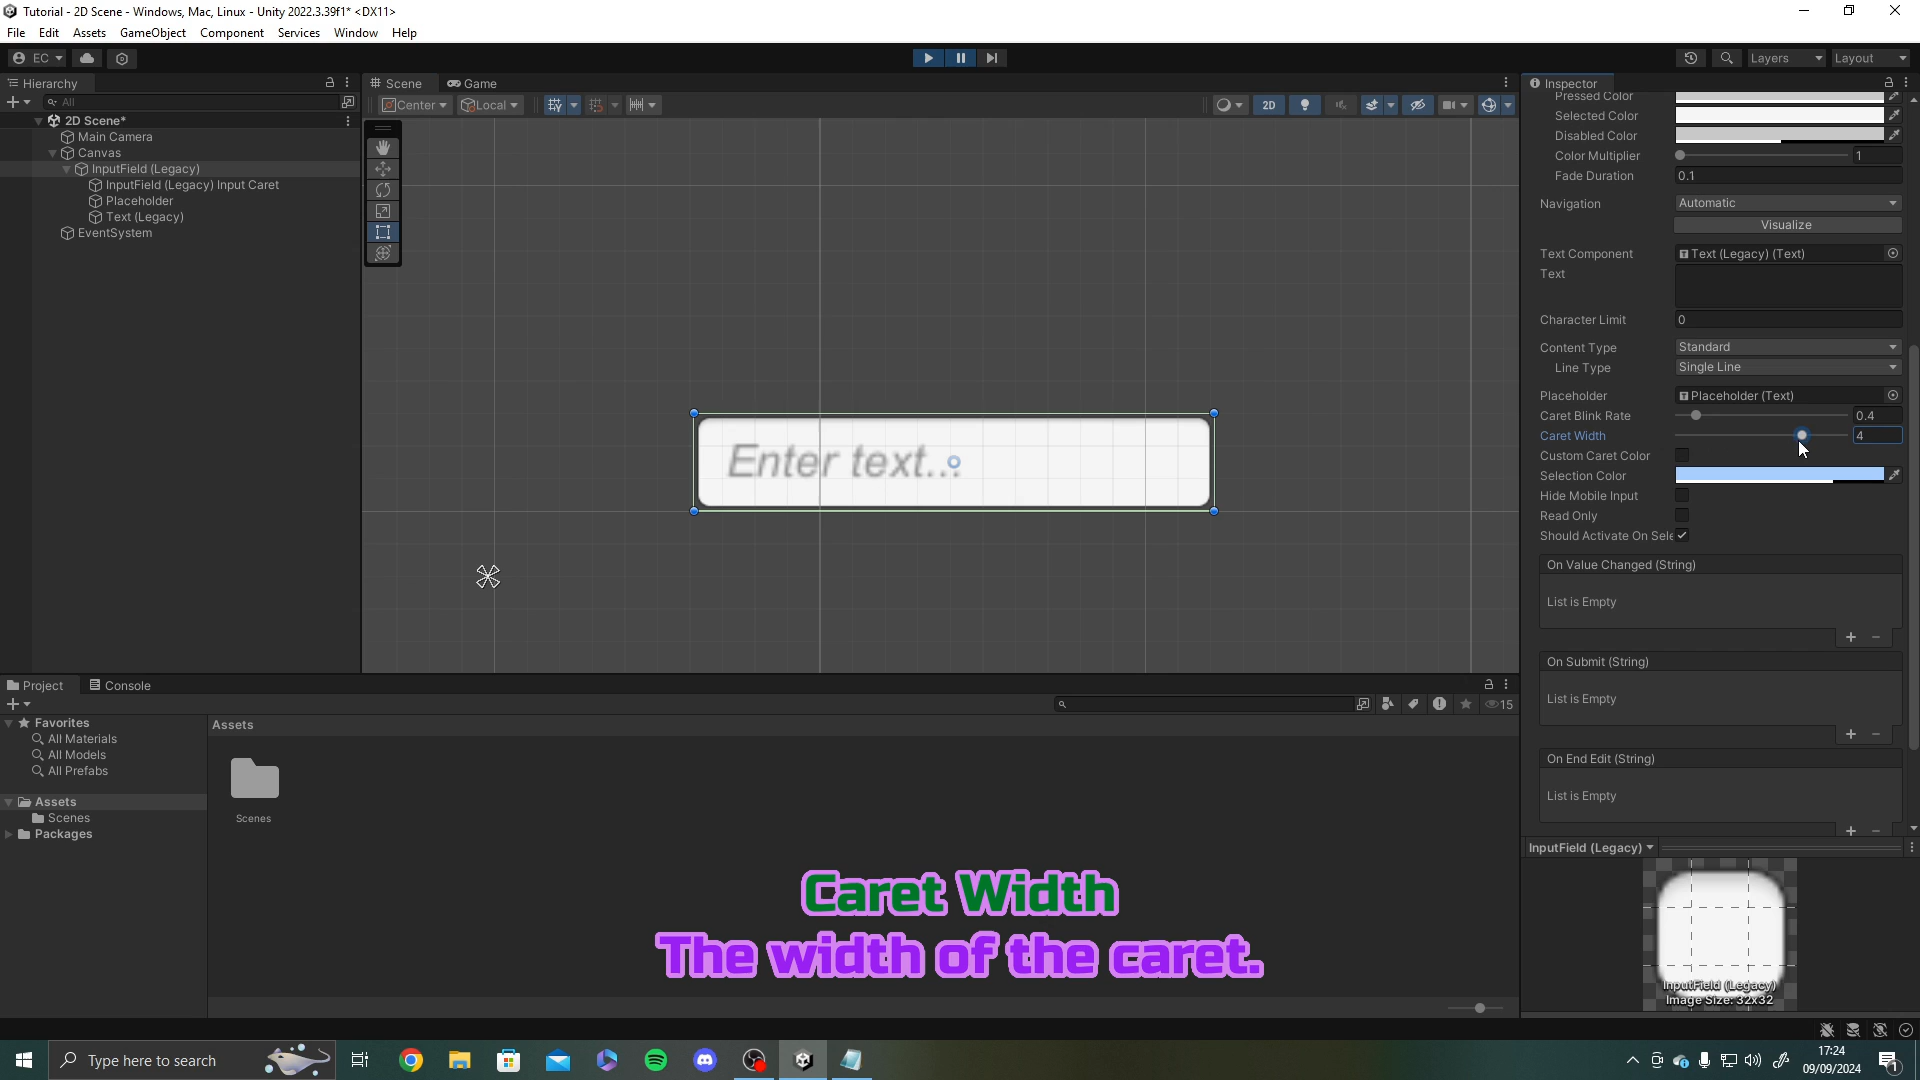 Tutorial - 2D Scene - Windows, Mac, Linux - Unity 2022.3.39f1* <DX11>
File Edit Assets GameObject Component Services Window Help
EC
Layers Layout
Hierarchy
All
2D Scene*
Main Camera
Canvas
InputField (Legacy)
InputField (Legacy) Input Caret
Placeholder
Text (Legacy)
EventSystem
Scene Game
Center Local 2D
Enter text...
Inspector
Pressed Color
Selected Color
Disabled Color
Color Multiplier 1
Fade Duration 0.1
Navigation Automatic
Visualize
Text Component Text (Legacy) (Text)
Text
Character Limit 0
Content Type Standard
Line Type Single Line
Placeholder Placeholder (Text)
Caret Blink Rate 0.4
Caret Width 4
Custom Caret Color
Selection Color
Hide Mobile Input
Read Only
Should Activate On Sele
On Value Changed (String)
List is Empty
On Submit (String)
List is Empty
On End Edit (String)
List is Empty
InputField (Legacy)
InputField (Legacy)
Image Size: 32x32
Project Console
15
Favorites
All Materials
All Models
All Prefabs
Assets
Scenes
Packages
Assets
Scenes
Caret Width
The width of the caret.
Type here to search
17:24
09/09/2024
1